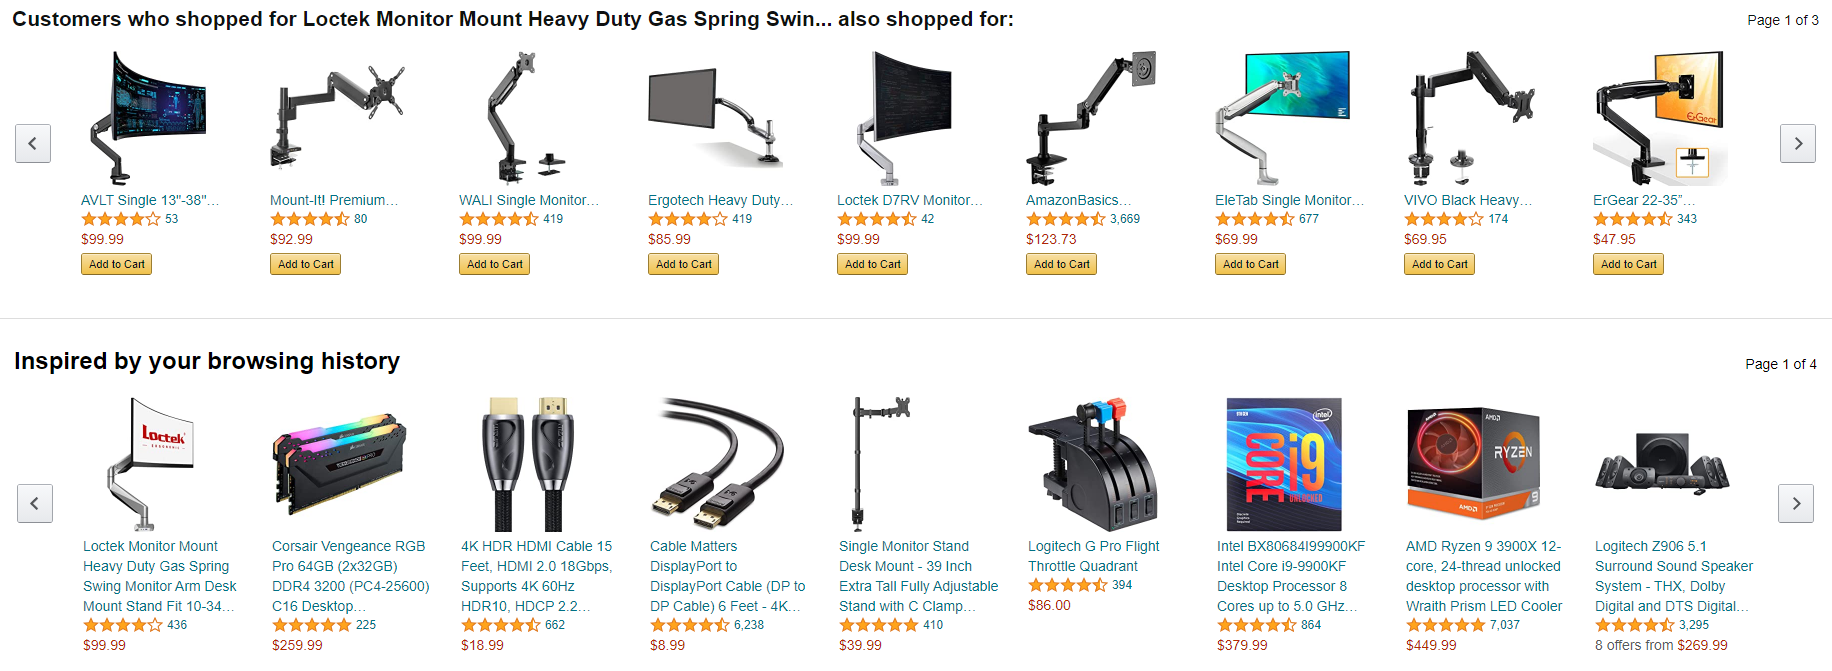 Customers who shopped for Loctek Monitor Mount Heavy Duty Gas Spring Swin... also shopped for:
Page 1 of 3
ErGear
AVLT Single 13"-38"...
53
$99.99
Add to Cart
Mount-It! Premium...
80
$92.99
Add to Cart
WALI Single Monitor...
419
$99.99
Add to Cart
Ergotech Heavy Duty...
419
$85.99
Add to Cart
Loctek D7RV Monitor...
42
$99.99
Add to Cart
AmazonBasics...
3,669
$123.73
Add to Cart
EleTab Single Monitor...
677
$69.99
Add to Cart
VIVO Black Heavy...
174
$69.95
Add to Cart
ErGear 22-35”...
343
$47.95
Add to Cart
Inspired by your browsing history
Page 1 of 4
Loctek
Loctek Monitor Mount
Heavy Duty Gas Spring
Swing Monitor Arm Desk
Mount Stand Fit 10-34...
436
$99.99
Corsair Vengeance RGB
Pro 64GB (2x32GB)
DDR4 3200 (PC4-25600)
C16 Desktop...
225
$259.99
4K HDR HDMI Cable 15
Feet, HDMI 2.0 18Gbps,
Supports 4K 60Hz
HDR10, HDCP 2.2...
662
$18.99
Cable Matters
DisplayPort to
DisplayPort Cable (DP to
DP Cable) 6 Feet - 4K...
6,238
$8.99
Single Monitor Stand
Desk Mount - 39 Inch
Extra Tall Fully Adjustable
Stand with C Clamp...
410
$39.99
Logitech G Pro Flight
Throttle Quadrant
394
$86.00
intel
CORE
i9
UNLOCKED
Intel BX80684I99900KF
Intel Core i9-9900KF
Desktop Processor 8
Cores up to 5.0 GHz...
864
$379.99
AMD
RYZEN
9
AMD
AMD Ryzen 9 3900X 12-
core, 24-thread unlocked
desktop processor with
Wraith Prism LED Cooler
7,037
$449.99
Logitech Z906 5.1
Surround Sound Speaker
System - THX, Dolby
Digital and DTS Digital...
3,295
8 offers from $269.99